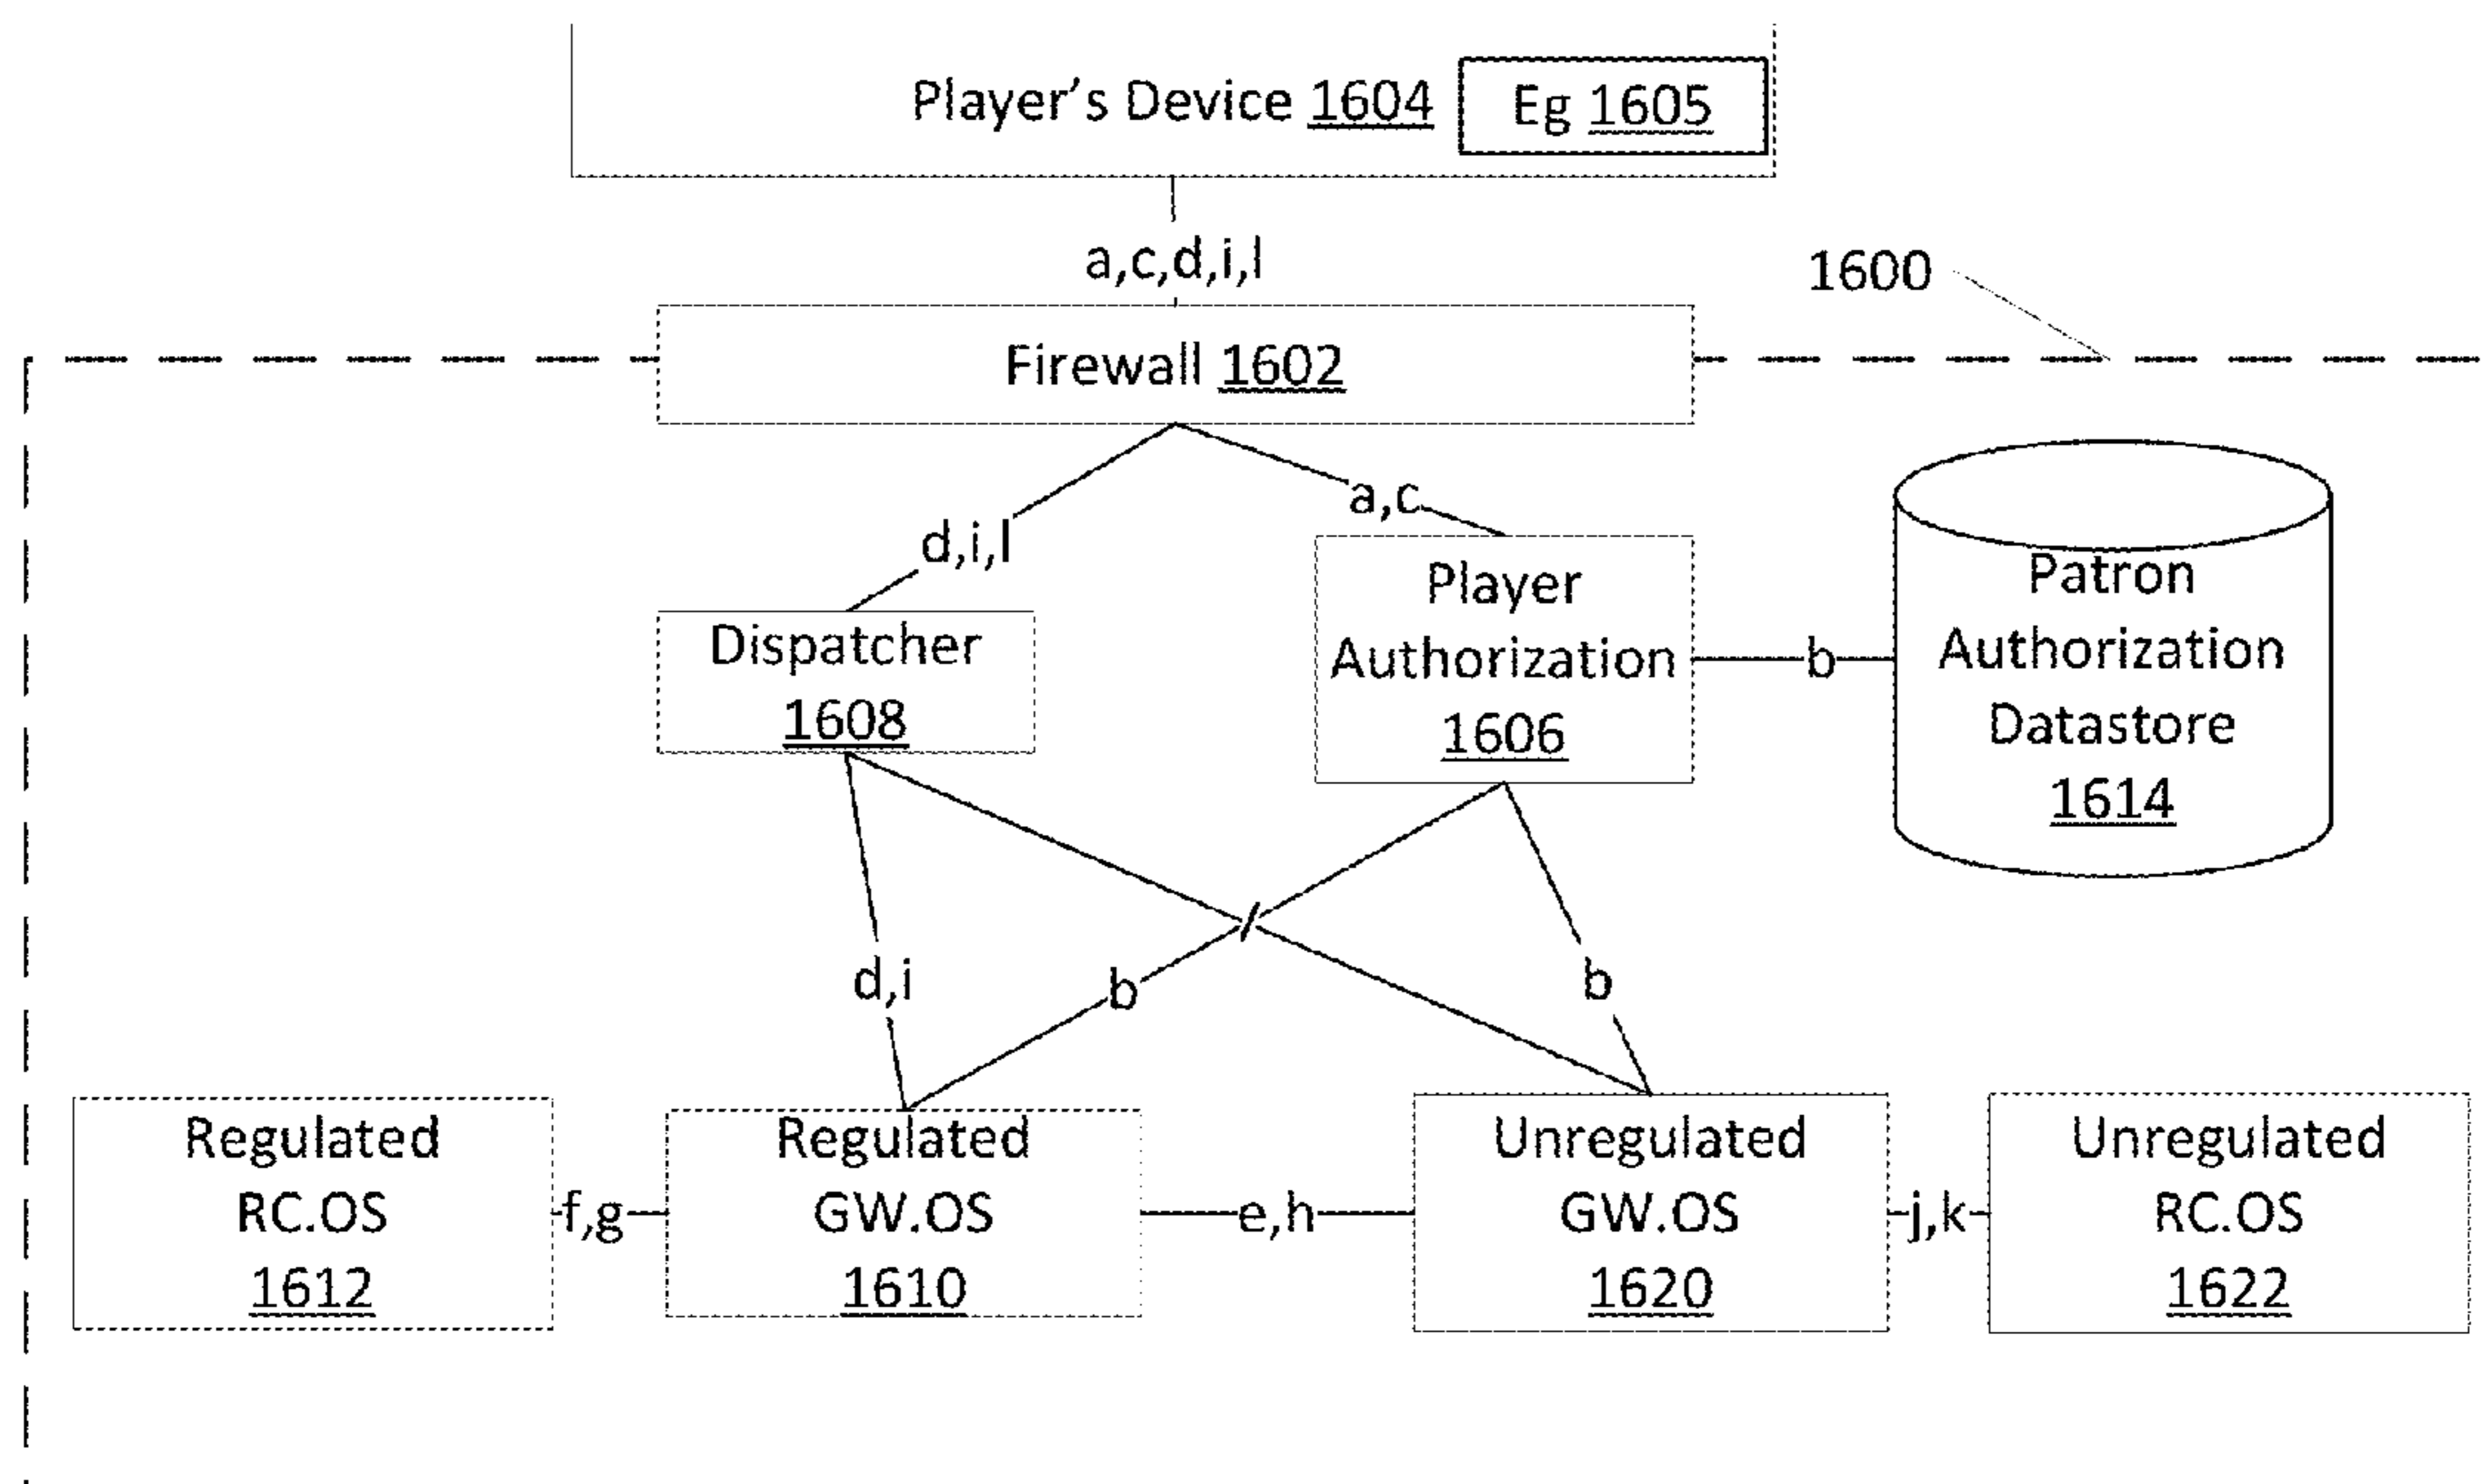 Player's Device 1604
Eg 1605
a,c,d,i,l
1600
Firewall 1602
a,c
d,i,l
Player
Authorization
1606
Dispatcher
1608
b
Patron
Authorization
Datastore
1614
d,i
b
b
Regulated
RC.OS
1612
f,g
Regulated
GW.OS
1610
e,h
Unregulated
GW.OS
1620
j,k
Unregulated
RC.OS
1622